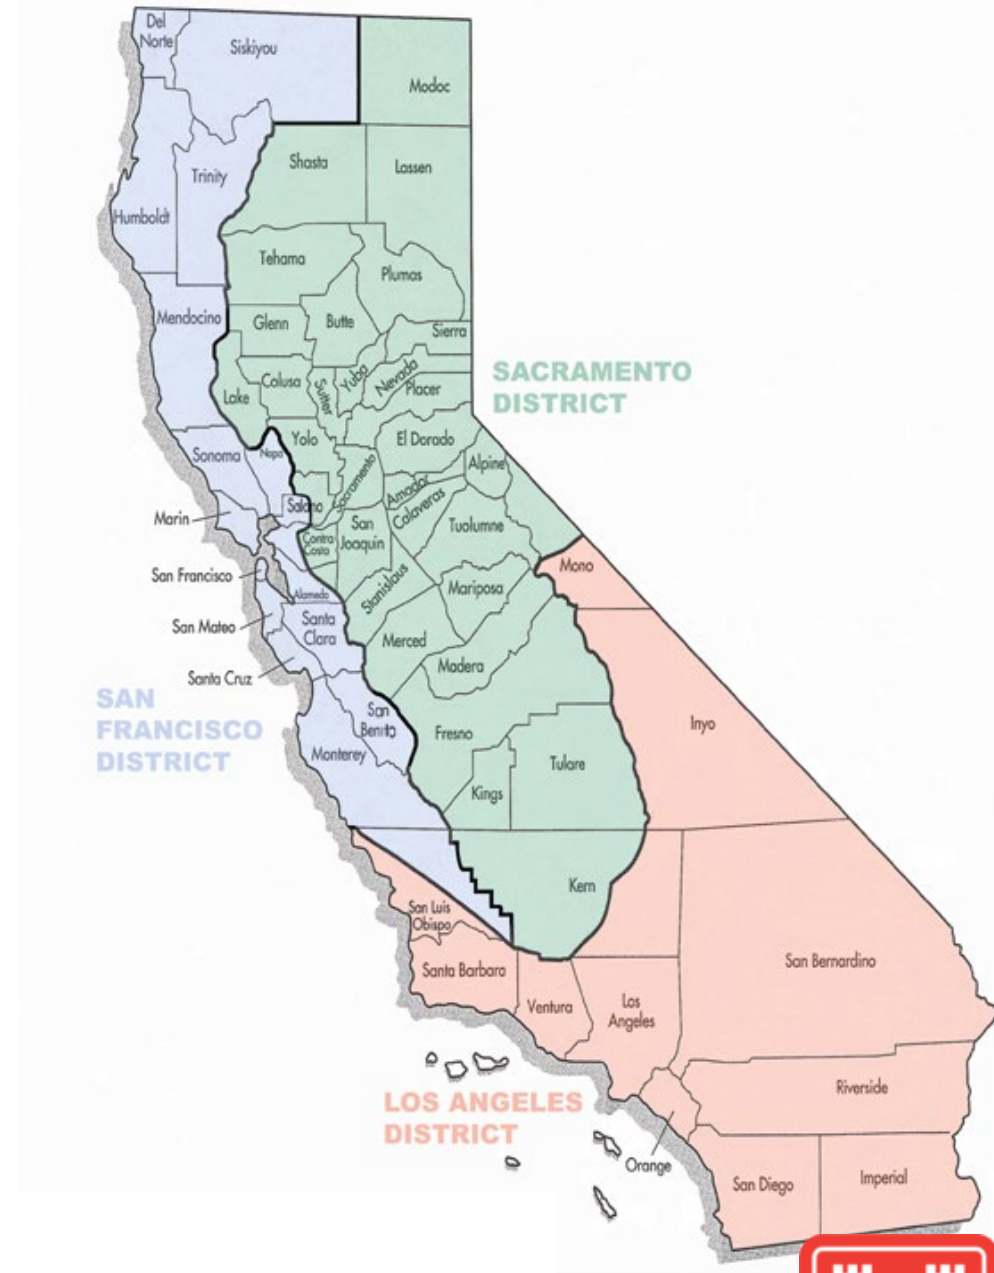 Del
Norte
Siskiyou
Modoc
Shasta
Lassen
Trinity
Humboldt
Tehama
Plumas
Mendocino
Glenn
Butte
Sierra
Nevada
Yuba
Placer
Colusa
Sutter
Lake
SACRAMENTO
DISTRICT
Yolo
El Dorado
Sonoma
Napa
Sacramento
Alpine
Amador
Calaveras
Solano
Marin
San
Joaquin
Tuolumne
Contra
Costa
Mono
San Francisco
Stanislaus
Mariposa
Alameda
San Mateo
Santa
Clara
Merced
Madera
Santa Cruz
SAN
FRANCISCO
DISTRICT
San
Benito
Fresno
Inyo
Monterey
Tulare
Kings
Kern
San Luis
Obispo
Santa Barbara
San Bernardino
Ventura
Los
Angeles
Riverside
LOS ANGELES
DISTRICT
Orange
San Diego
Imperial